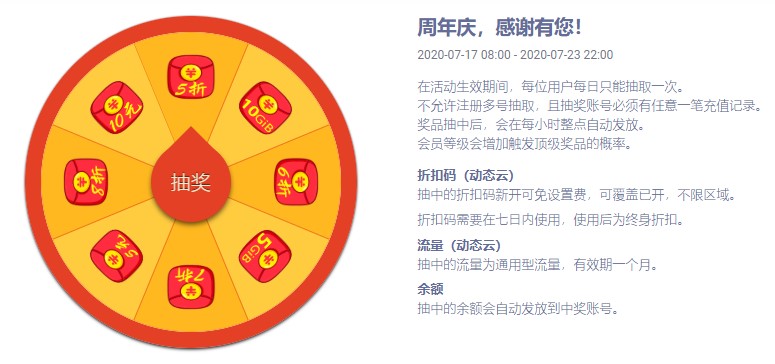 5折
10元
10GiB
8折
抽奖
6折
5元
5GiB
7折
周年庆，感谢有您！
2020-07-17 08:00 - 2020-07-23 22:00
在活动生效期间，每位用户每日只能抽取一次。
不允许注册多号抽取，且抽奖账号必须有任意一笔充值记录。
奖品抽中后，会在每小时整点自动发放。
会员等级会增加触发顶级奖品的概率。
折扣码（动态云）
抽中的折扣码新开可免设置费，可覆盖已开，不限区域。
折扣码需要在七日内使用，使用后为终身折扣。
流量（动态云）
抽中的流量为通用型流量，有效期一个月。
余额
抽中的余额会自动发放到中奖账号。